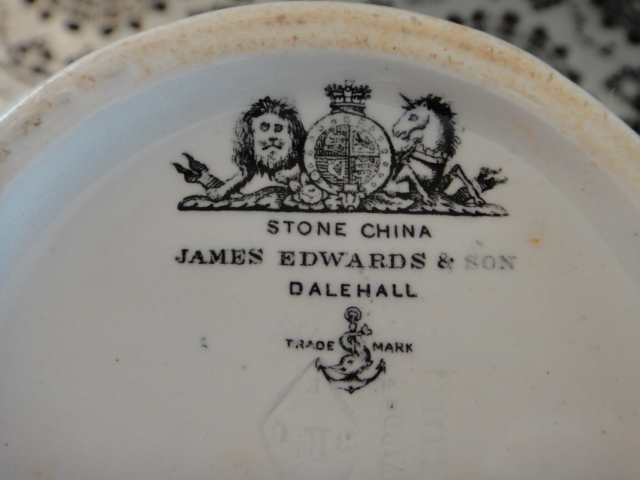 STONE CHINA
JAMES EDWARDS & SON
DALEHALL
TRADE MARK